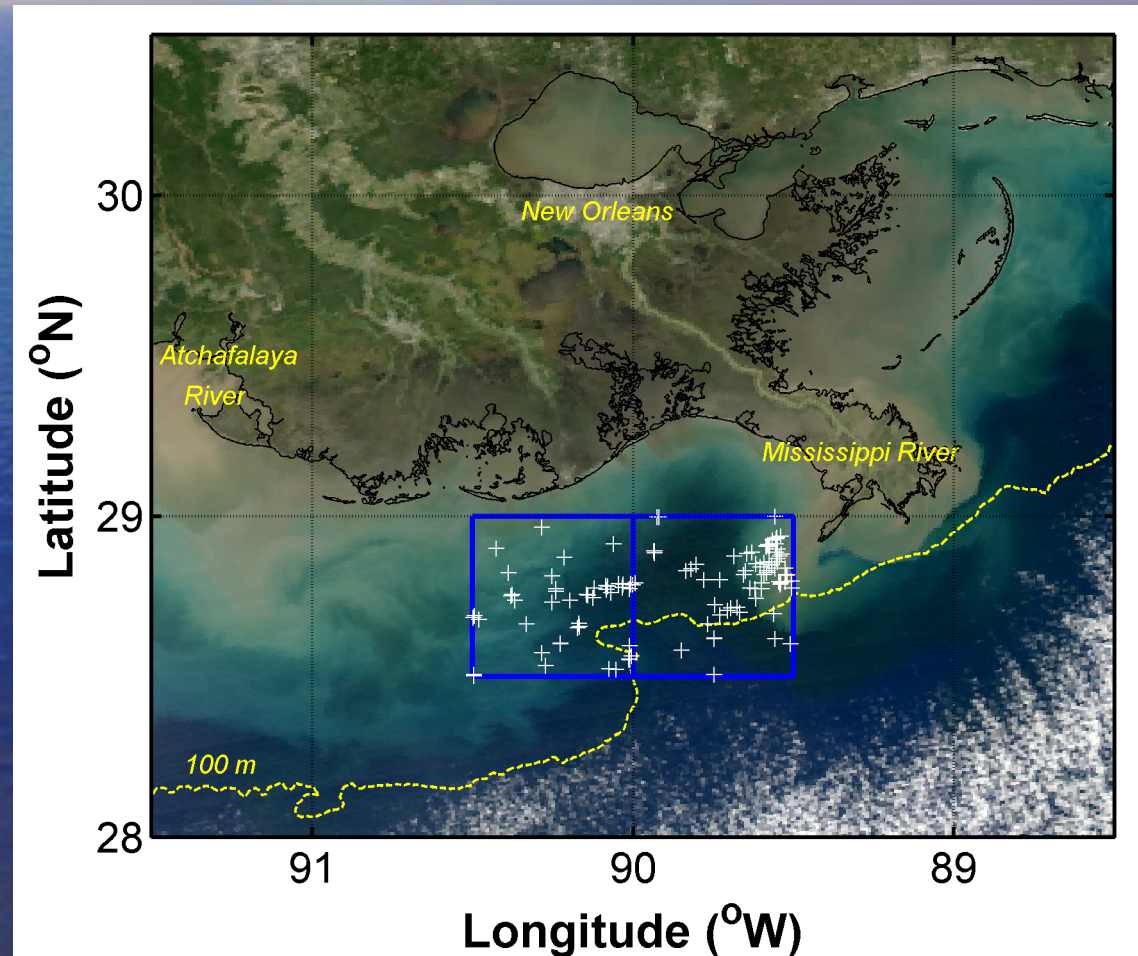 New Orleans
Atchafalaya
River
Mississippi River
100 m
30
29
28
91
90
89
Latitude (ᴼN)
Longitude (ᴼW)